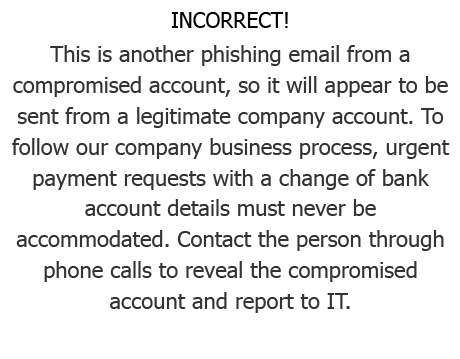 INCORRECT!
This is another phishing email from a
compromised account, so it will appear to be
sent from a legitimate company account. To
follow our company business process, urgent
payment requests with a change of bank
account details must never be
accommodated. Contact the person through
phone calls to reveal the compromised
account and report to IT.